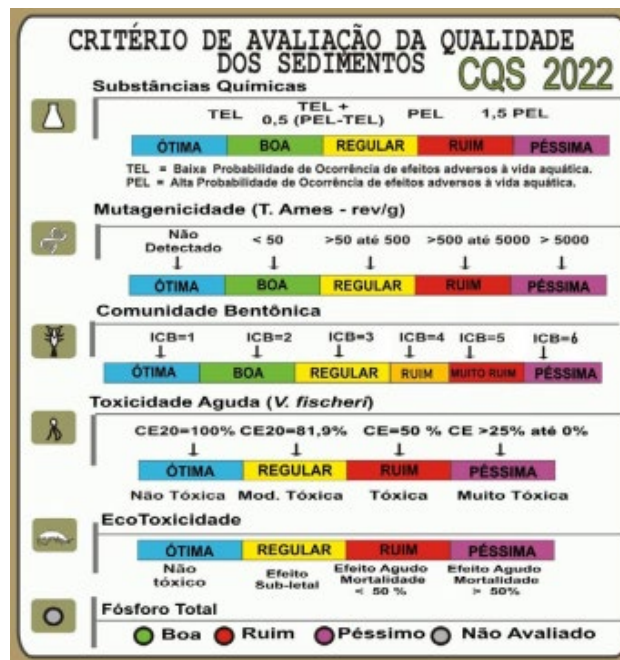 CRITÉRIO DE AVALIAÇÃO DA QUALIDADE
DOS SEDIMENTOS CQS 2022
Substâncias Químicas
TEL TEL + 0,5 (PEL-TEL) PEL 1,5 PEL
ÓTIMA BOA REGULAR RUIM PÉSSIMA
TEL = Baixa Probabilidade de Ocorrência de efeitos adversos à vida aquática.
PEL = Alta Probabilidade de Ocorrência de efeitos adversos à vida aquática.
Mutagenicidade (T. Ames - rev/g)
Não Detectado < 50 >50 até 500 >500 até 5000 > 5000
ÓTIMA BOA REGULAR RUIM PÉSSIMA
Comunidade Bentônica
ICB=1 ICB=2 ICB=3 ICB=4 ICB=5 ICB=6
ÓTIMA BOA REGULAR RUIM MUITO RUIM PÉSSIMA
Toxicidade Aguda (V. fischeri)
CE20=100% CE20=81,9% CE=50 % CE >25% até 0%
ÓTIMA REGULAR RUIM PÉSSIMA
Não Tóxica Mod. Tóxica Tóxica Muito Tóxica
EcoToxicidade
ÓTIMA REGULAR RUIM PÉSSIMA
Não tóxico Efeito Sub-letal Efeito Agudo Mortalidade < 50 % Efeito Agudo Mortalidade > 50%
Fósforo Total
Boa Ruim Péssimo Não Avaliado